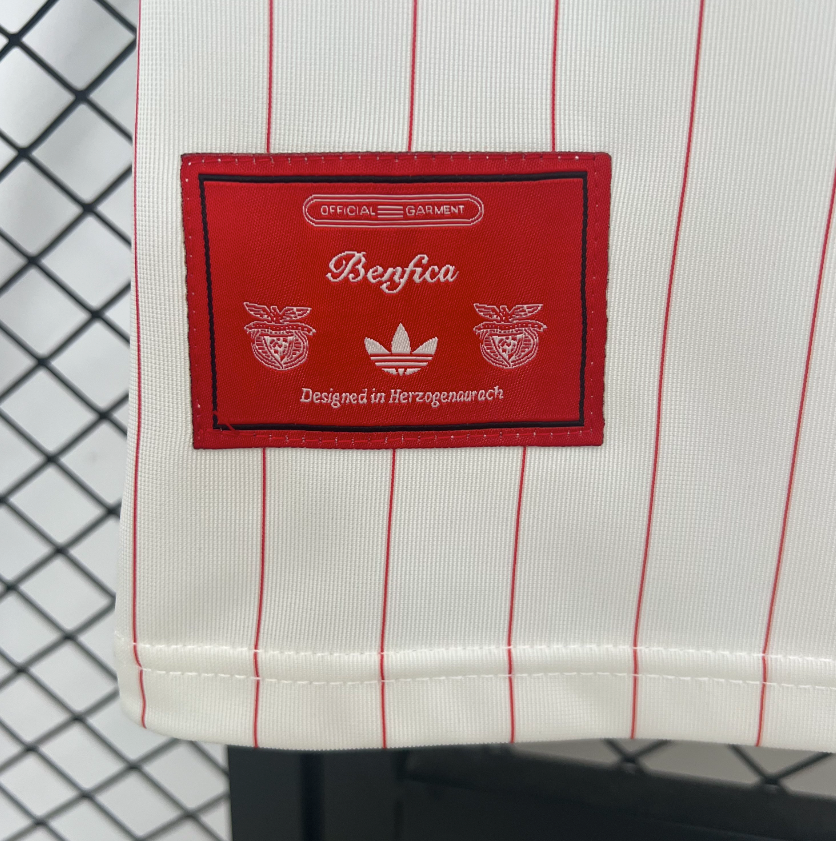 OFFICIAL GARMENT
Benfica
Designed in Herzogenaurach